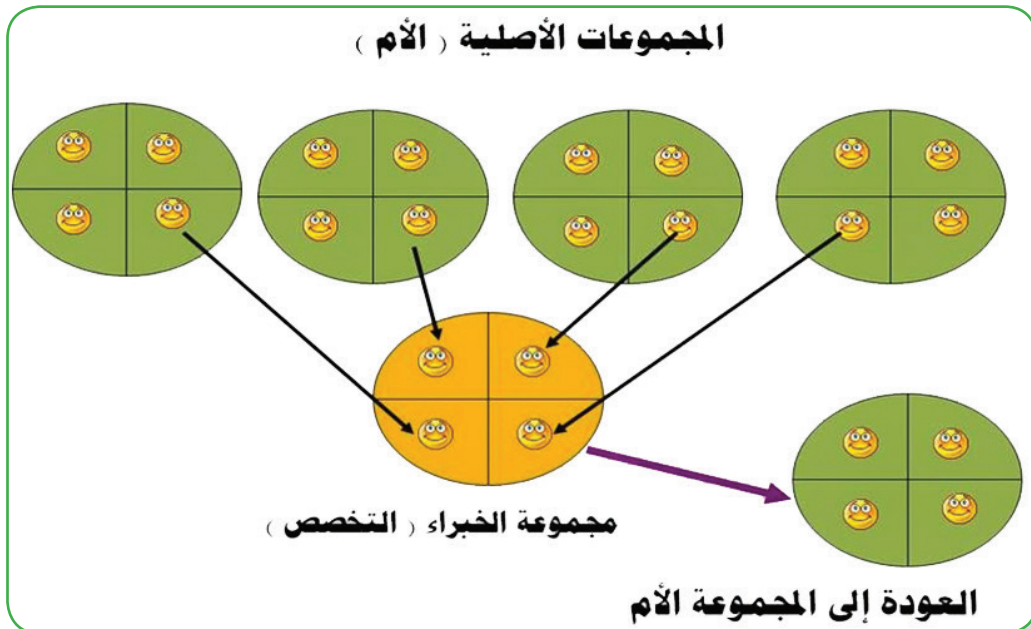 المجموعات الأصلية ( الأم )
مجموعة الخبراء ( التخصص )
العودة إلى المجموعة الأم